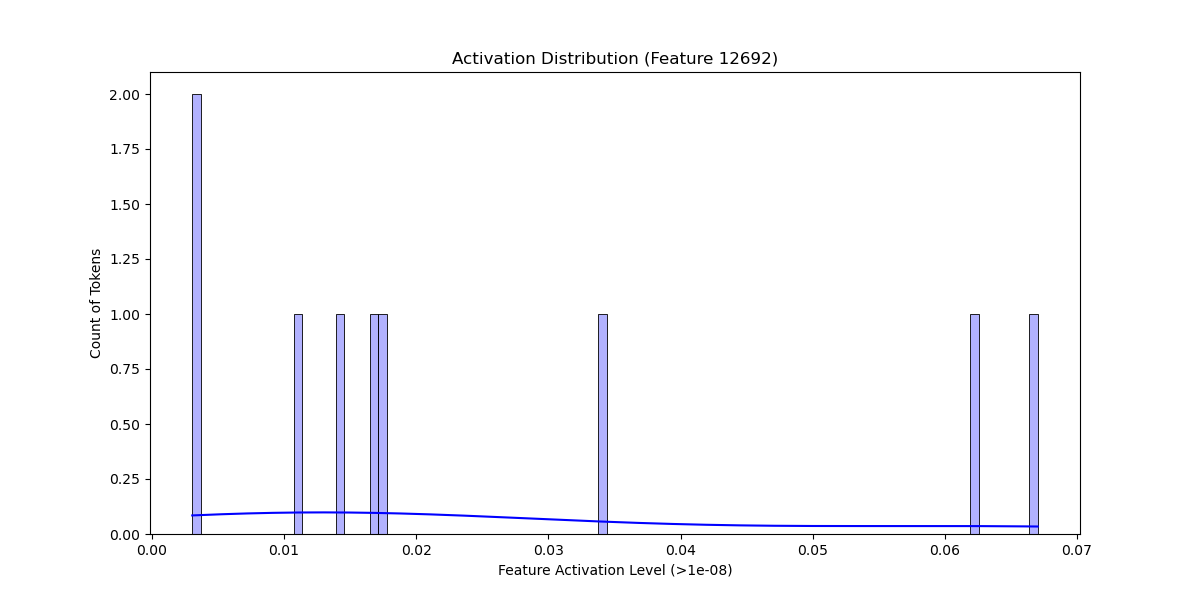 Activation Distribution (Feature 12692)
2.00
1.75
1.50
1.25
1.00
0.75
0.50
0.25
0.00
Count of Tokens
0.00 0.01 0.02 0.03 0.04 0.05 0.06 0.07
Feature Activation Level (>1e-08)